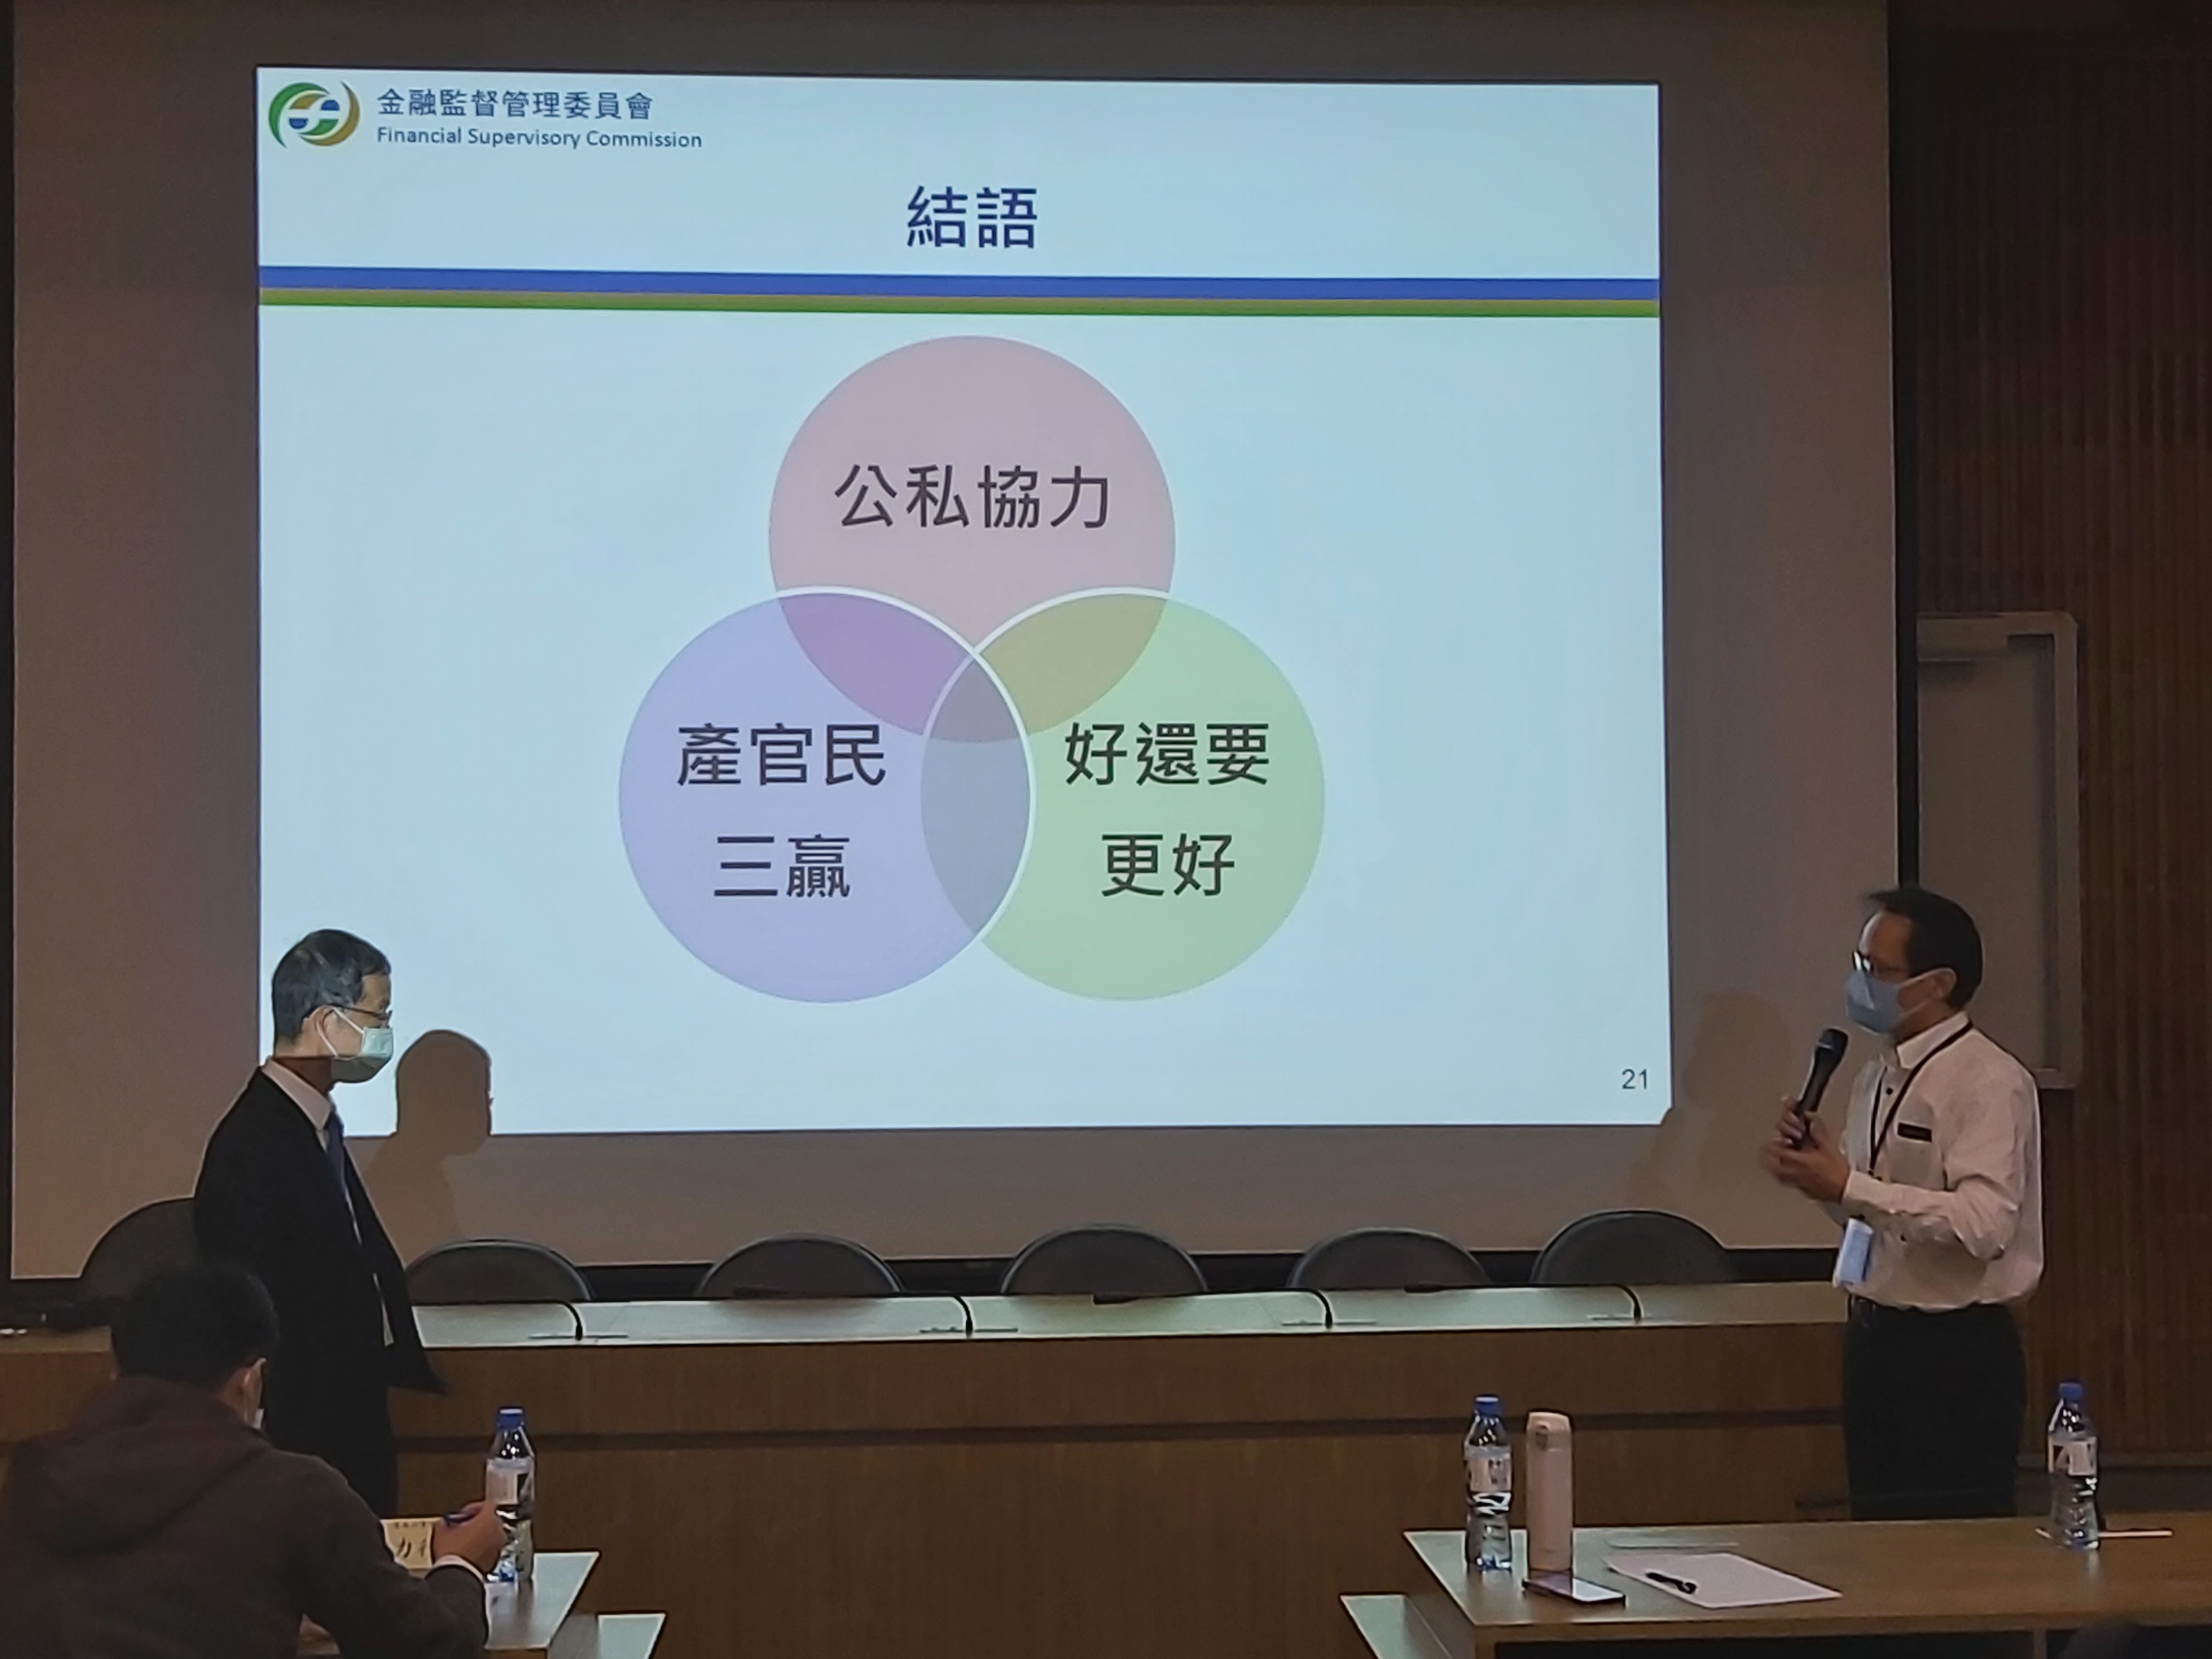 金融監督管理委員會
Financial Supervisory Commission
結語
公私協力
產官民
三贏
好還要
更好
21